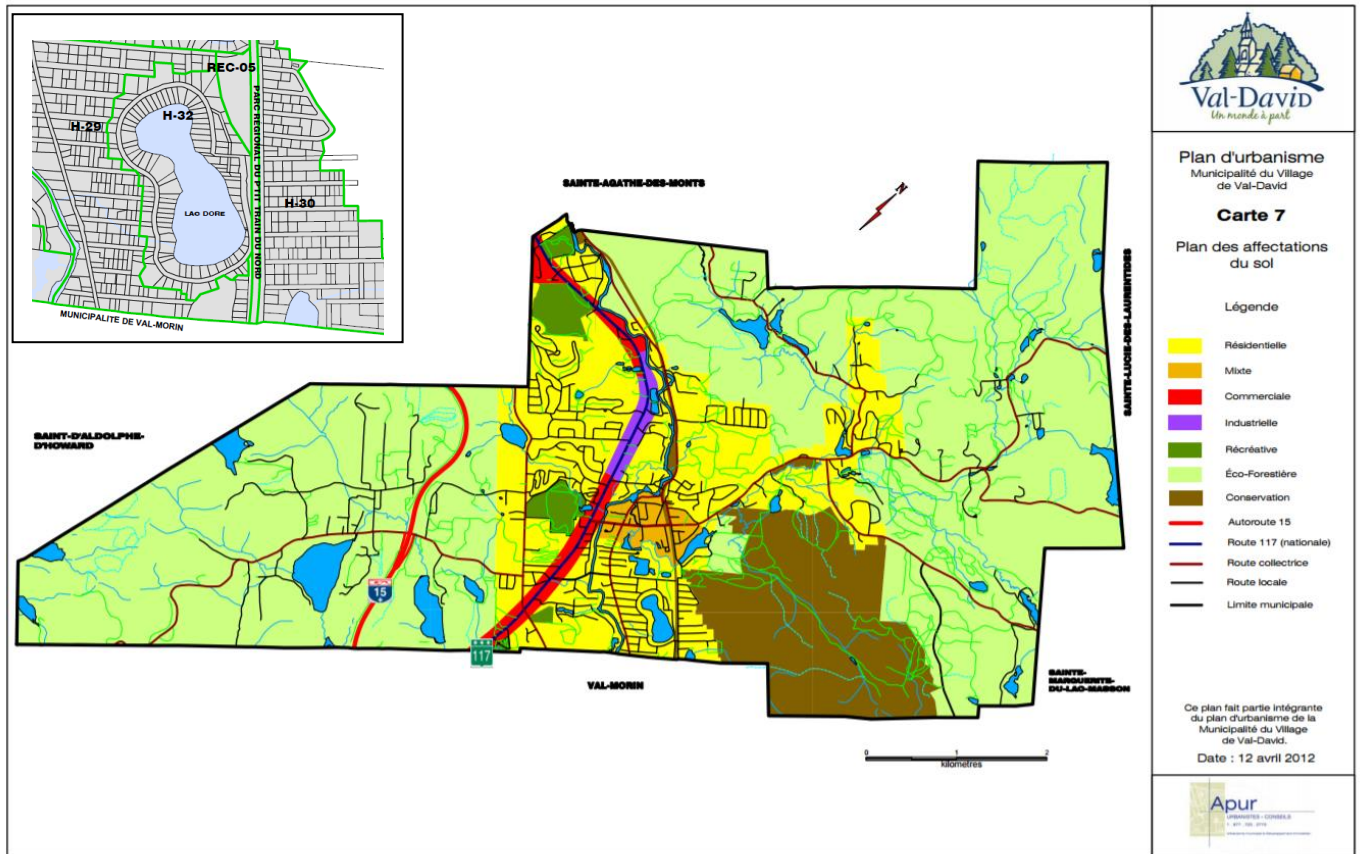 REC-05
H-32
H-29
PARC REGIONAL DU P'TIT TRAIN DU NORD
H-30
LAC DORE
MUNICIPALITE DE VAL-MORIN
SAINTE-AGATHE-DES-MONTS
N
SAINTE-LUCIE-DES-LAURENTIDES
SAINT-D'ALDOLPHE-
D'HOWARD
15
117
VAL-MORIN
SAINTE-
MARGUERITE-
DU-LAC-MASSON
0 1 2
kilomètres
Val-David
Un monde à part
Plan d'urbanisme
Municipalité du Village
de Val-David
Carte 7
Plan des affectations
du sol
Légende
Résidentielle
Mixte
Commerciale
Industrielle
Récréative
Éco-Forestière
Conservation
Autoroute 15
Route 117 (nationale)
Route collectrice
Route locale
Limite municipale
Ce plan fait partie intégrante
du plan d'urbanisme de la
Municipalité du Village
de Val-David.
Date : 12 avril 2012
Apur
URBANISTES - CONSEILS